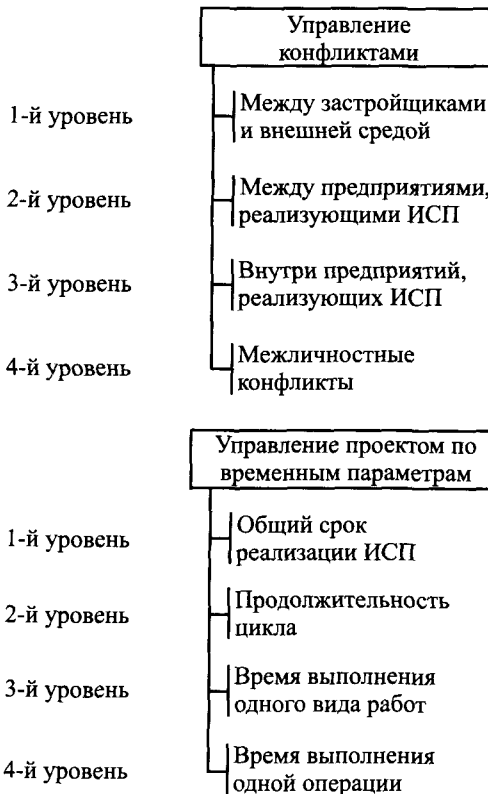 Управление
конфликтами
1-й уровень
Между застройщиками
и внешней средой
2-й уровень
Между предприятиями,
реализующими ИСП
3-й уровень
Внутри предприятий,
реализующих ИСП
4-й уровень
Межличностные
конфликты
Управление проектом по
временным параметрам
1-й уровень
Общий срок
реализации ИСП
2-й уровень
Продолжительность
цикла
3-й уровень
Время выполнения
одного вида работ
4-й уровень
Время выполнения
одной операции